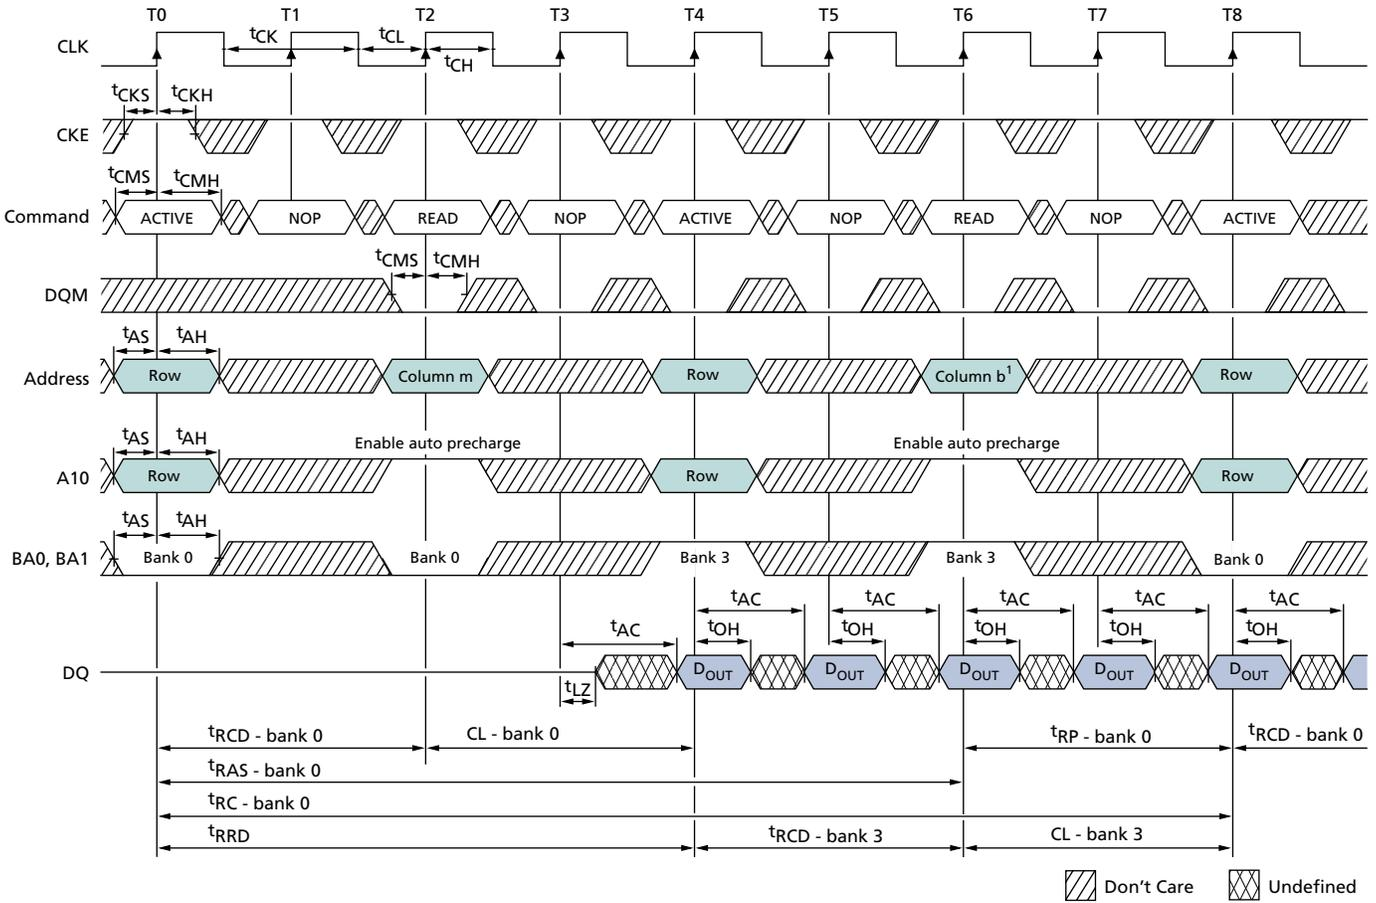 T0 T1 T2 T3 T4 T5 T6 T7 T8
CLK tCK tCL tCH
tCKS tCKH
CKE
tCMS tCMH
Command ACTIVE NOP READ NOP ACTIVE NOP READ NOP ACTIVE
tCMS tCMH
DQM
tAS tAH
Address Row Column m Row Column b1 Row
tAS tAH Enable auto precharge Enable auto precharge
A10 Row Row Row
tAS tAH
BA0, BA1 Bank 0 Bank 0 Bank 3 Bank 3 Bank 0
tAC tAC tAC tAC tAC
tAC tOH tOH tOH tOH tOH
DQ DOUT DOUT DOUT DOUT DOUT
tLZ
tRCD - bank 0 CL - bank 0 tRP - bank 0 tRCD - bank 0
tRAS - bank 0
tRC - bank 0
tRRD tRCD - bank 3 CL - bank 3
Don't Care Undefined